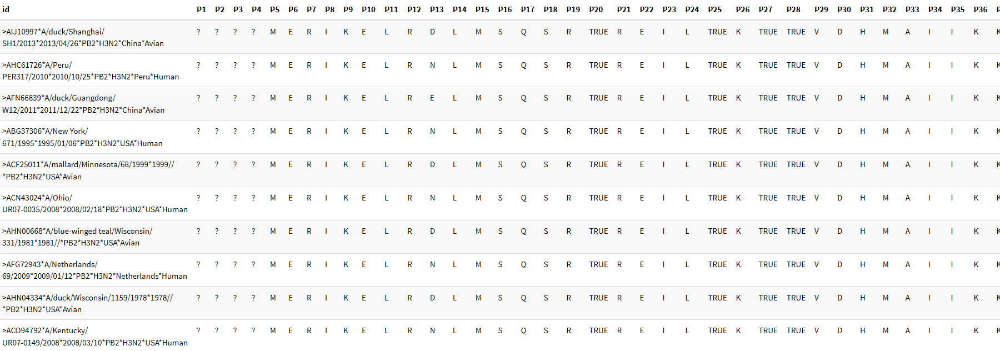 id P1 P2 P3 P4 P5 P6 P7 P8 P9 P10 P11 P12 P13 P14 P15 P16 P17 P18 P19 P20 P21 P22 P23 P24 P25 P26 P27 P28 P29 P30 P31 P32 P33 P34 P35 P36
>AIJ10997*A/duck/Shanghai/ ? ? ? ? M E R I K E L R D L M S Q S R TRUE R E I L TRUE K TRUE TRUE V D H M A I I K K
SH1/2013*2013/04/26*PB2*H3N2*China*Avian
>AHC61726*A/Peru/ ? ? ? ? M E R I K E L R N L M S Q S R TRUE R E I L TRUE K TRUE TRUE V D H M A I I K K
PER317/2010*2010/10/25*PB2*H3N2*Peru*Human
>AFN66839*A/duck/Guangdong/ ? ? ? ? M E R I K E L R E L M S Q S R TRUE R E I L TRUE K TRUE TRUE V D H M A I I K K
W12/2011*2011/12/22*PB2*H3N2*China*Avian
>ABG37306*A/New York/ ? ? ? ? M E R I K E L R N L M S Q S R TRUE R E I L TRUE K TRUE TRUE V D H M A I I K K
671/1995*1995/01/06*PB2*H3N2*USA*Human
>ACF25011*A/mallard/Minnesota/68/1999*1999// ? ? ? ? M E R I K E L R D L M S Q S R TRUE R E I L TRUE K TRUE TRUE V D H M A I I K K
*PB2*H3N2*USA*Avian
>ACN43024*A/Ohio/ ? ? ? ? M E R I K E L R N L M S Q S R TRUE R E I L TRUE K TRUE TRUE V D H M A I I K K
UR07-0035/2008*2008/02/18*PB2*H3N2*USA*Human
>AHN00668*A/blue-winged teal/Wisconsin/ ? ? ? ? M E R I K E L R D L M S Q S R TRUE R E I L TRUE K TRUE TRUE V D H M A I I K K
331/1981*1981//*PB2*H3N2*USA*Avian
>AFG72943*A/Netherlands/ ? ? ? ? M E R I K E L R N L M S Q S R TRUE R E I L TRUE K TRUE TRUE V D H M A I I K K
69/2009*2009/01/12*PB2*H3N2*Netherlands*Human
>AHN04334*A/duck/Wisconsin/1159/1978*1978// ? ? ? ? M E R I K E L R D L M S Q S R TRUE R E I L TRUE K TRUE TRUE V D H M A I I K K
*PB2*H3N2*USA*Avian
>ACO94792*A/Kentucky/ ? ? ? ? M E R I K E L R N L M S Q S R TRUE R E I L TRUE K TRUE TRUE V D H M A I I K K
UR07-0149/2008*2008/03/10*PB2*H3N2*USA*Human